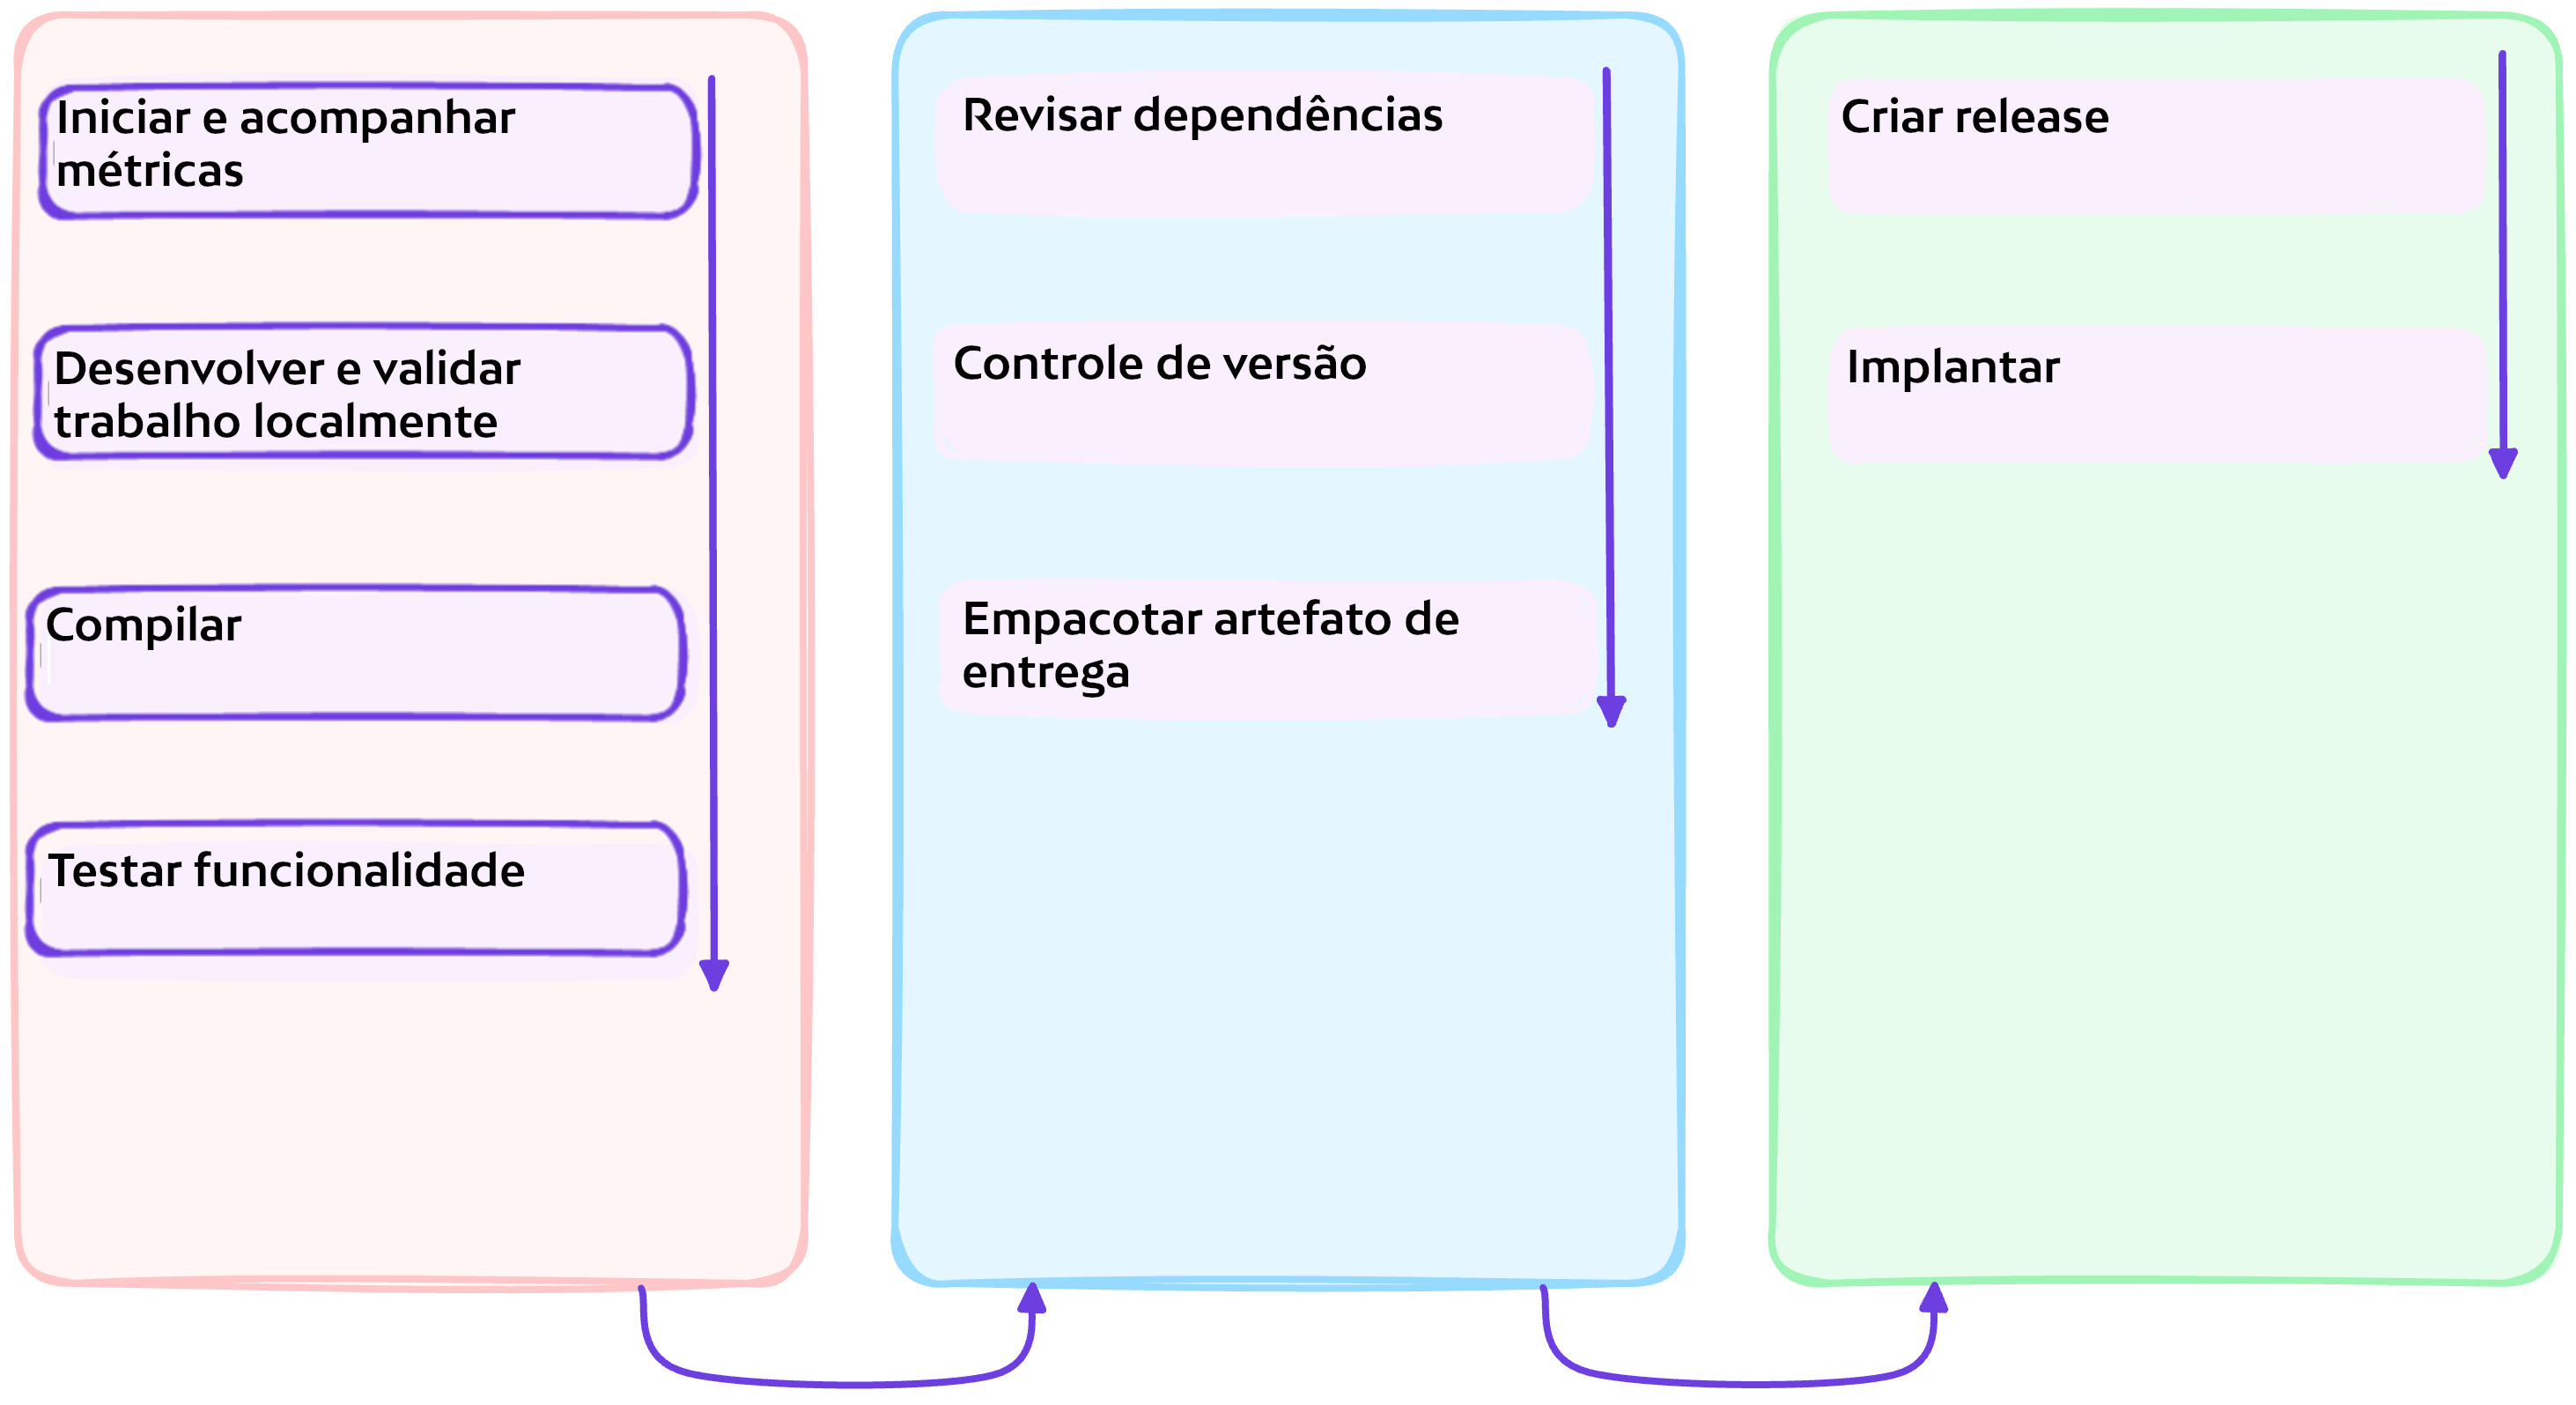 Iniciar e acompanhar
métricas
Desenvolver e validar
trabalho localmente
Compilar
Testar funcionalidade
Revisar dependências
Controle de versão
Empacotar artefato de
entrega
Criar release
Implantar